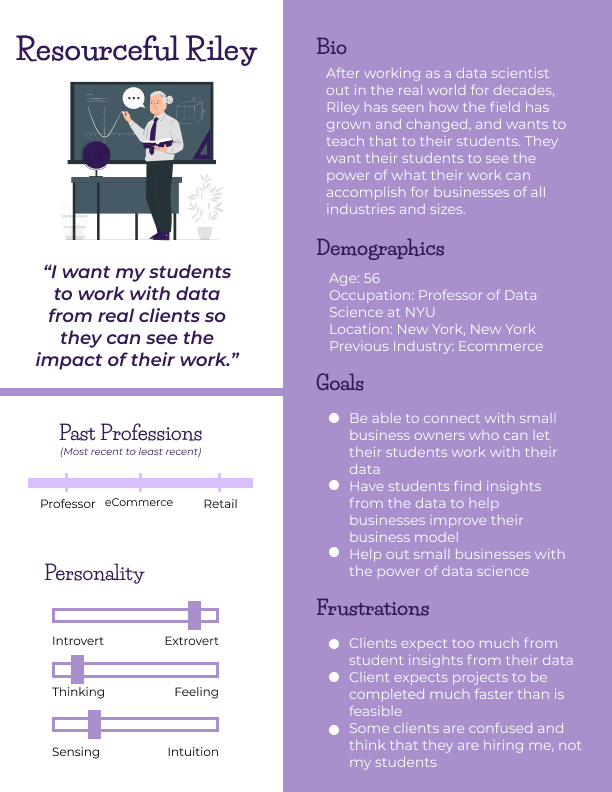 Resourceful Riley
“I want my students
to work with data
from real clients so
they can see the
impact of their work.”
Past Professions
(Most recent to least recent)
Professor eCommerce Retail
Personality
Introvert Extrovert
Thinking Feeling
Sensing Intuition
Bio
After working as a data scientist
out in the real world for decades,
Riley has seen how the field has
grown and changed, and wants to
teach that to their students. They
want their students to see the
power of what their work can
accomplish for businesses of all
industries and sizes.
Demographics
Age: 56
Occupation: Professor of Data
Science at NYU
Location: New York, New York
Previous Industry: Ecommerce
Goals
Be able to connect with small
business owners who can let
their students work with their
data
Have students find insights
from the data to help
businesses improve their
business model
Help out small businesses with
the power of data science
Frustrations
Clients expect too much from
student insights from their data
Client expects projects to be
completed much faster than is
feasible
Some clients are confused and
think that they are hiring me, not
my students